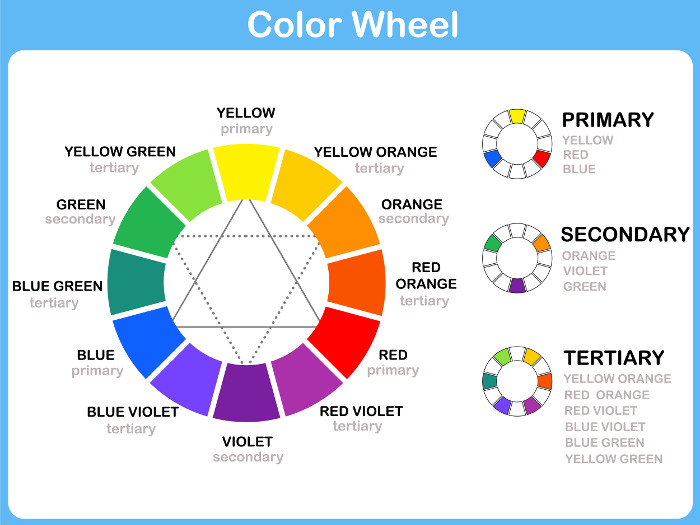 Color Wheel
YELLOW
primary
YELLOW GREEN
tertiary
YELLOW ORANGE
tertiary
GREEN
secondary
ORANGE
secondary
BLUE GREEN
tertiary
RED
ORANGE
tertiary
BLUE
primary
RED
primary
BLUE VIOLET
tertiary
RED VIOLET
tertiary
VIOLET
secondary
PRIMARY
YELLOW
RED
BLUE
SECONDARY
ORANGE
VIOLET
GREEN
TERTIARY
YELLOW ORANGE
RED ORANGE
RED VIOLET
BLUE VIOLET
BLUE GREEN
YELLOW GREEN